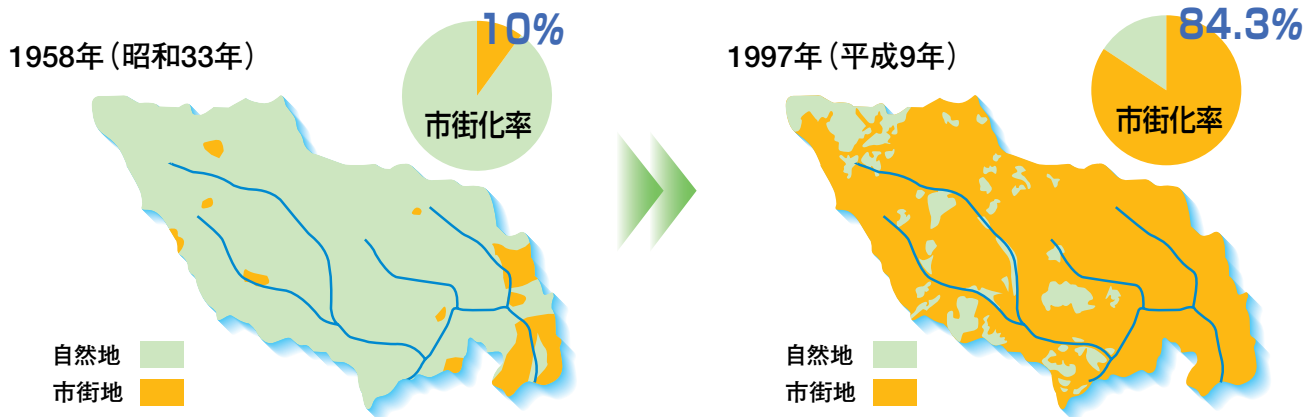 1958年（昭和33年）
10%
市街化率
自然地
市街地
1997年（平成9年）
84.3%
市街化率
自然地
市街地